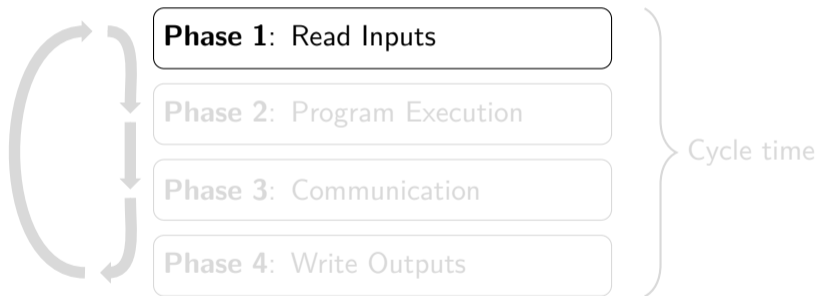 Phase 1: Read Inputs
Phase 2: Program Execution
Cycle time
Phase 3: Communication
Phase 4: Write Outputs